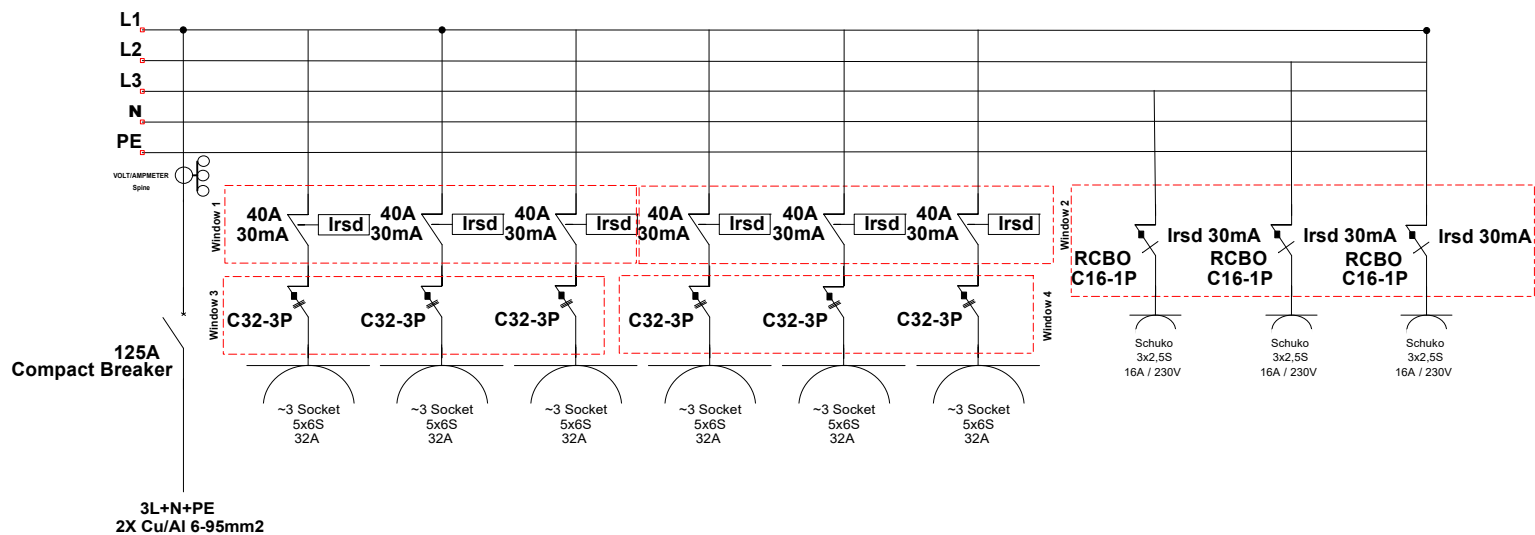 L1
L2
L3
N
PE
VOLT/AMPMETER
Spine
Window 1
40A
30mA
Irsd
40A
30mA
Irsd
40A
30mA
Irsd
40A
30mA
Irsd
40A
30mA
Irsd
40A
30mA
Irsd
Window 2
Irsd 30mA
RCBO
C16-1P
Irsd 30mA
RCBO
C16-1P
Irsd 30mA
RCBO
C16-1P
Window 3
C32-3P
C32-3P
C32-3P
C32-3P
C32-3P
C32-3P
Window 4
125A
Compact Breaker
~3 Socket
5x6S
32A
~3 Socket
5x6S
32A
~3 Socket
5x6S
32A
~3 Socket
5x6S
32A
~3 Socket
5x6S
32A
~3 Socket
5x6S
32A
Schuko
3x2,5S
16A / 230V
Schuko
3x2,5S
16A / 230V
Schuko
3x2,5S
16A / 230V
3L+N+PE
2X Cu/Al 6-95mm2